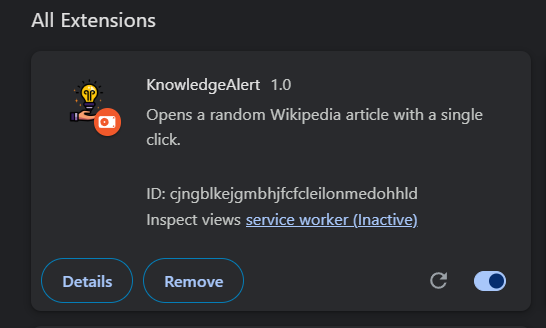 All Extensions
KnowledgeAlert 1.0
Opens a random Wikipedia article with a single
click.
ID: cjngblkejgmbhjfcfcleilonmedohhld
Inspect views service worker (Inactive)
Details
Remove